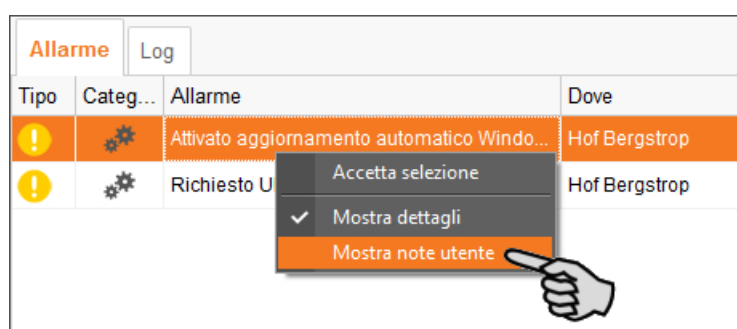 Allarme Log
Tipo Categ... Allarme Dove
Attivato aggiornamento automatico Windo... Hof Bergstrop
Richiesto U Hof Bergstrop
Accetta selezione
Mostra dettagli
Mostra note utente